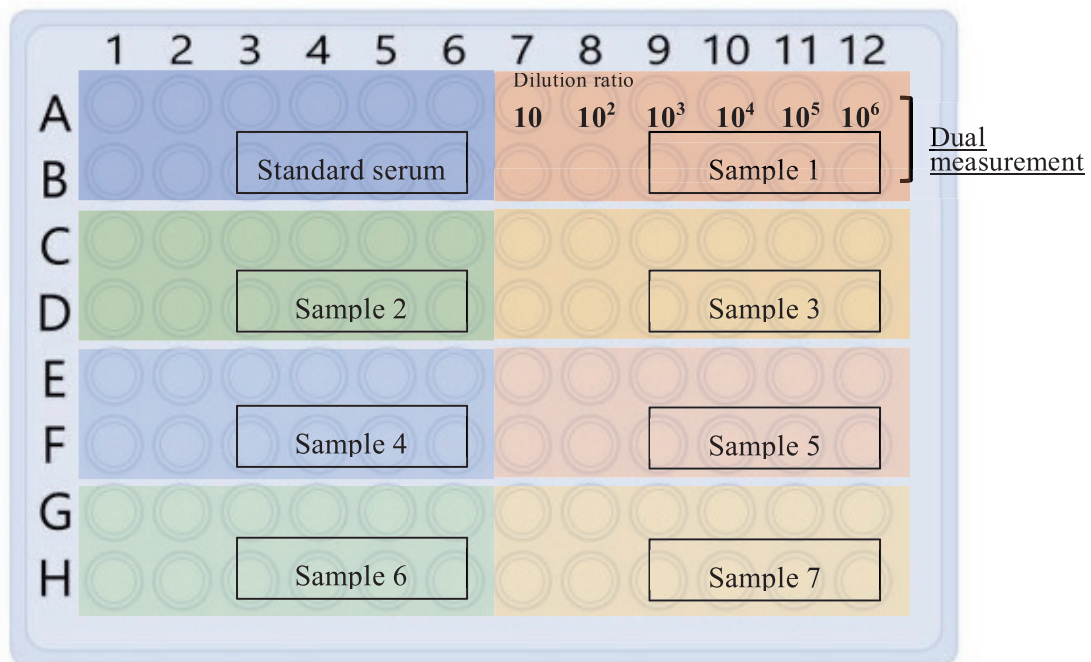 1 2 3 4 5 6 7 8 9 10 11 12
Dilution ratio
A 10 10² 10³ 10⁴ 10⁵ 10⁶
Dual
measurement
B Standard serum Sample 1
C
D Sample 2 Sample 3
E
F Sample 4 Sample 5
G
H Sample 6 Sample 7